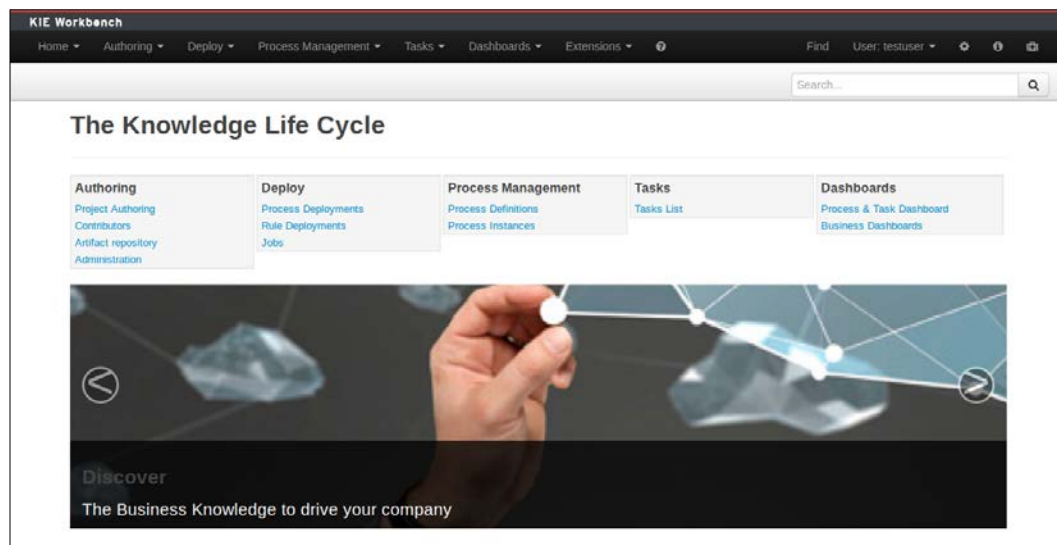 KIE Workbench
Home Authoring Deploy Process Management Tasks Dashboards Extensions Find User: testuser
Search...
The Knowledge Life Cycle
Authoring
Project Authoring
Contributors
Artifact repository
Administration
Deploy
Process Deployments
Rule Deployments
Jobs
Process Management
Process Definitions
Process Instances
Tasks
Tasks List
Dashboards
Process & Task Dashboard
Business Dashboards
Discover
The Business Knowledge to drive your company